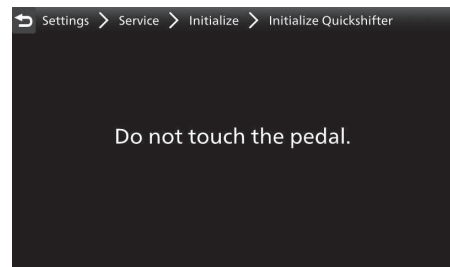 Settings > Service > Initialize > Initialize Quickshifter
Do not touch the pedal.